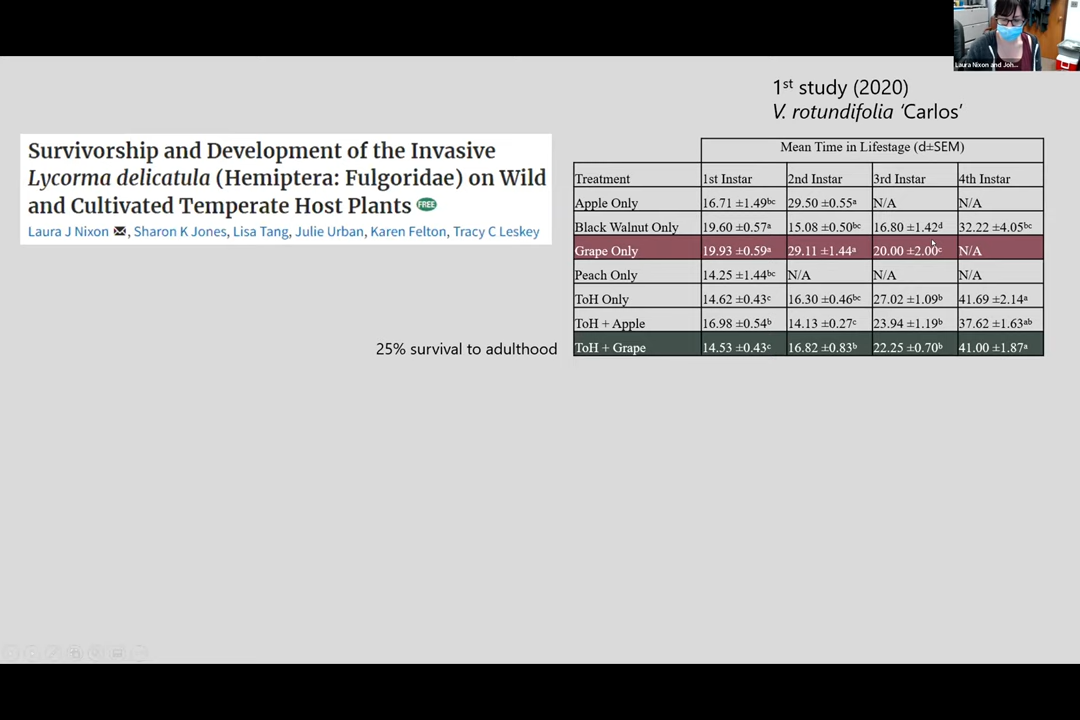 Laura Nixon and Joh...
1st study (2020)
V. rotundifolia ‘Carlos’
Survivorship and Development of the Invasive
Lycorma delicatula (Hemiptera: Fulgoridae) on Wild
and Cultivated Temperate Host Plants FREE
Laura J Nixon ✉, Sharon K Jones, Lisa Tang, Julie Urban, Karen Felton, Tracy C Leskey
Mean Time in Lifestage (d±SEM)
Treatment 1st Instar 2nd Instar 3rd Instar 4th Instar
Apple Only 16.71 ±1.49bc 29.50 ±0.55a N/A N/A
Black Walnut Only 19.60 ±0.57a 15.08 ±0.50bc 16.80 ±1.42d 32.22 ±4.05bc
Grape Only 19.93 ±0.59a 29.11 ±1.44a 20.00 ±2.00c N/A
Peach Only 14.25 ±1.44bc N/A N/A N/A
ToH Only 14.62 ±0.43c 16.30 ±0.46bc 27.02 ±1.09b 41.69 ±2.14a
ToH + Apple 16.98 ±0.54b 14.13 ±0.27c 23.94 ±1.19b 37.62 ±1.63ab
25% survival to adulthood ToH + Grape 14.53 ±0.43c 16.82 ±0.83b 22.25 ±0.70b 41.00 ±1.87a